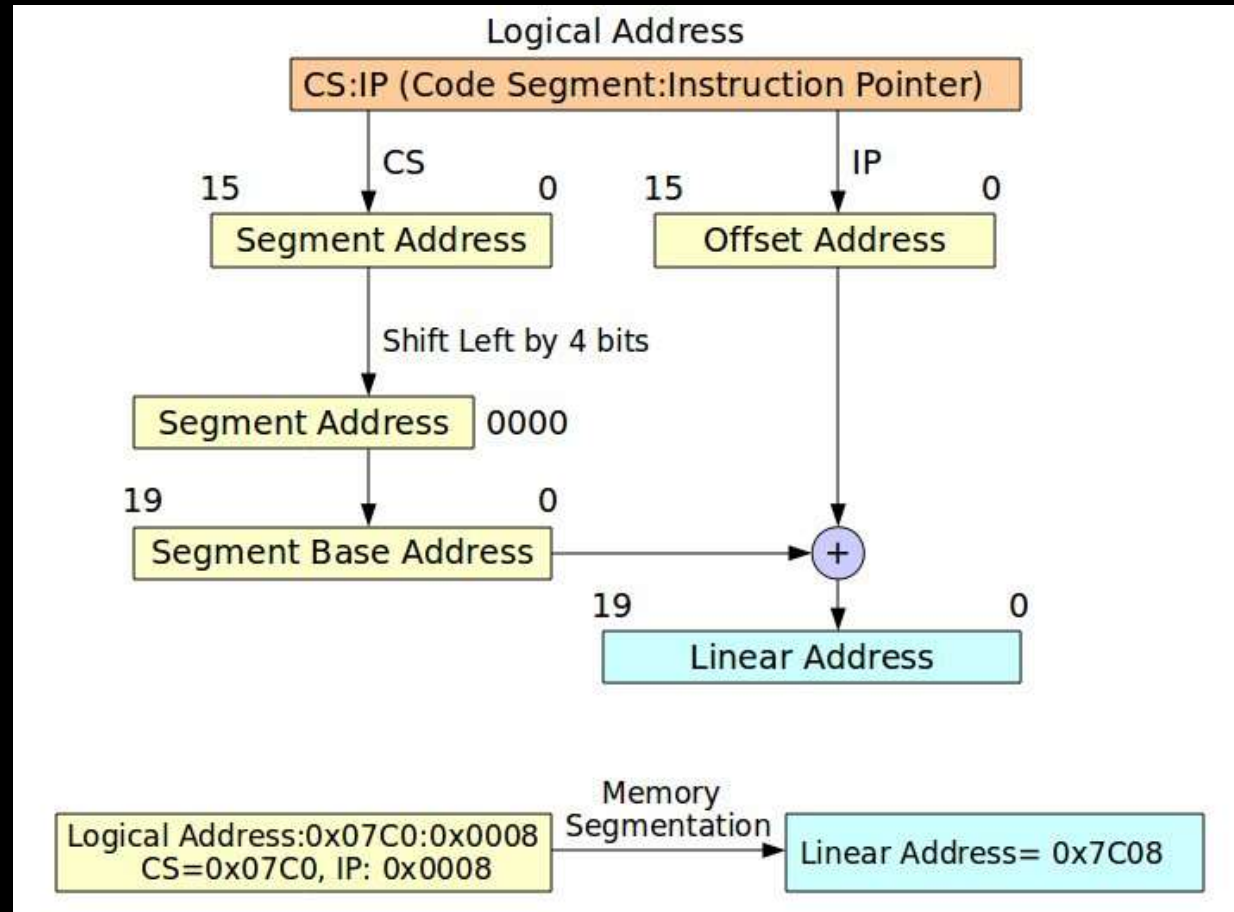 Logical Address
CS:IP (Code Segment:Instruction Pointer)
CS
IP
15 0 15 0
Segment Address
Offset Address
Shift Left by 4 bits
Segment Address 0000
19 0
Segment Base Address
+
19 0
Linear Address
Logical Address:0x07C0:0x0008
CS=0x07C0, IP: 0x0008
Memory
Segmentation
Linear Address= 0x7C08